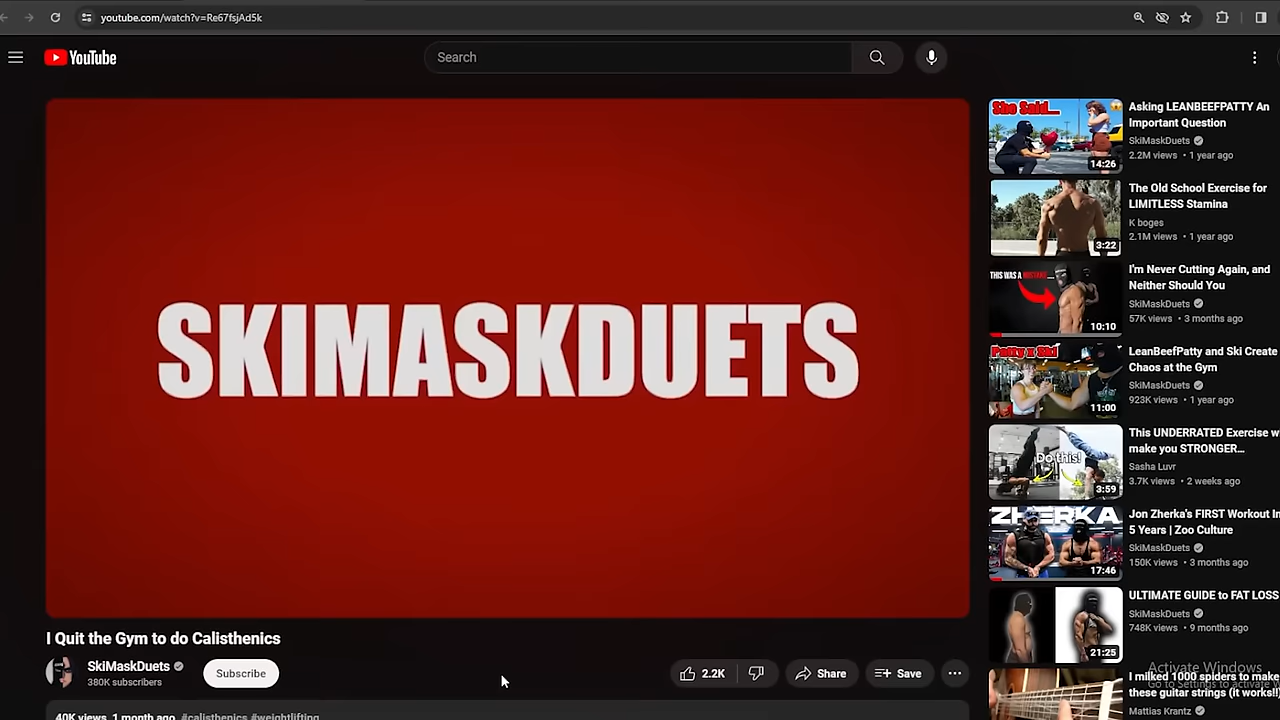 youtube.com/watch?v=Re67fsjAd5k
YouTube
Search
SKIMASKDUETS
I Quit the Gym to do Calisthenics
SkiMaskDuets
380K subscribers
Subscribe
2.2K
Share
Save
40K views 1 month ago #calisthenics #weightlifting
She Said....
14:26
Asking LEANBEEFPATTY An
Important Question
SkiMaskDuets
2.2M views • 1 year ago
3:22
The Old School Exercise for
LIMITLESS Stamina
K boges
2.1M views • 1 year ago
THIS WAS A MISTAKE....
10:10
I'm Never Cutting Again, and
Neither Should You
SkiMaskDuets
57K views • 3 months ago
Patty x Ski
11:00
LeanBeefPatty and Ski Create
Chaos at the Gym
SkiMaskDuets
923K views • 1 year ago
Do this!
3:59
This UNDERRATED Exercise w
make you STRONGER...
Sasha Luvr
3.7K views • 2 weeks ago
ZHERKA
17:46
Jon Zherka's FIRST Workout In
5 Years | Zoo Culture
SkiMaskDuets
150K views • 3 months ago
21:25
ULTIMATE GUIDE to FAT LOSS
SkiMaskDuets
748K views • 9 months ago
Activate Windows
Go to Settings to activate W
I milked 1000 spiders to make
these guitar strings (it works!!)
Mattias Krantz